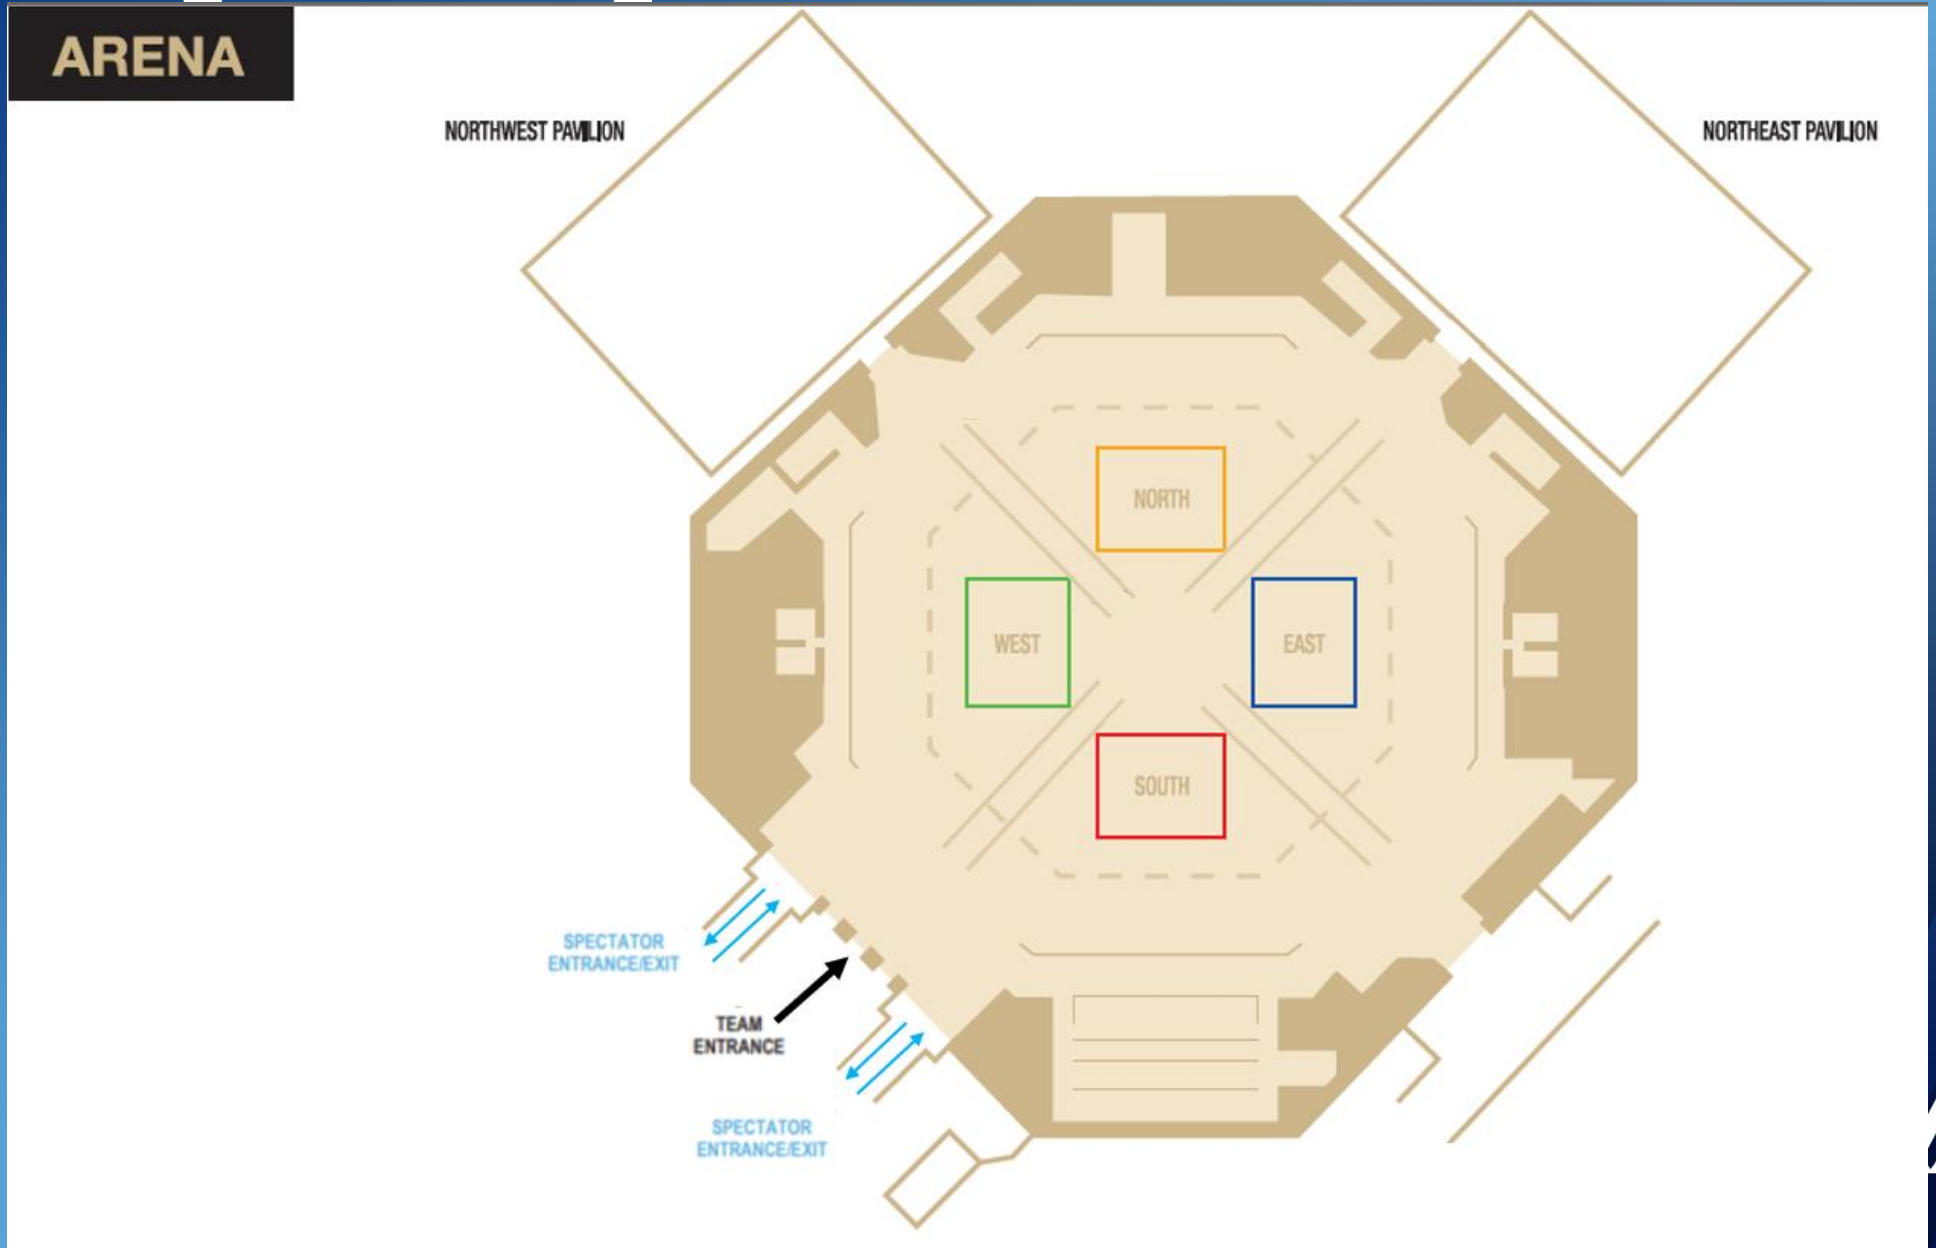 ARENA
NORTHWEST PAVILION
NORTHEAST PAVILION
NORTH
WEST
EAST
SOUTH
SPECTATOR
ENTRANCE/EXIT
TEAM
ENTRANCE
SPECTATOR
ENTRANCE/EXIT